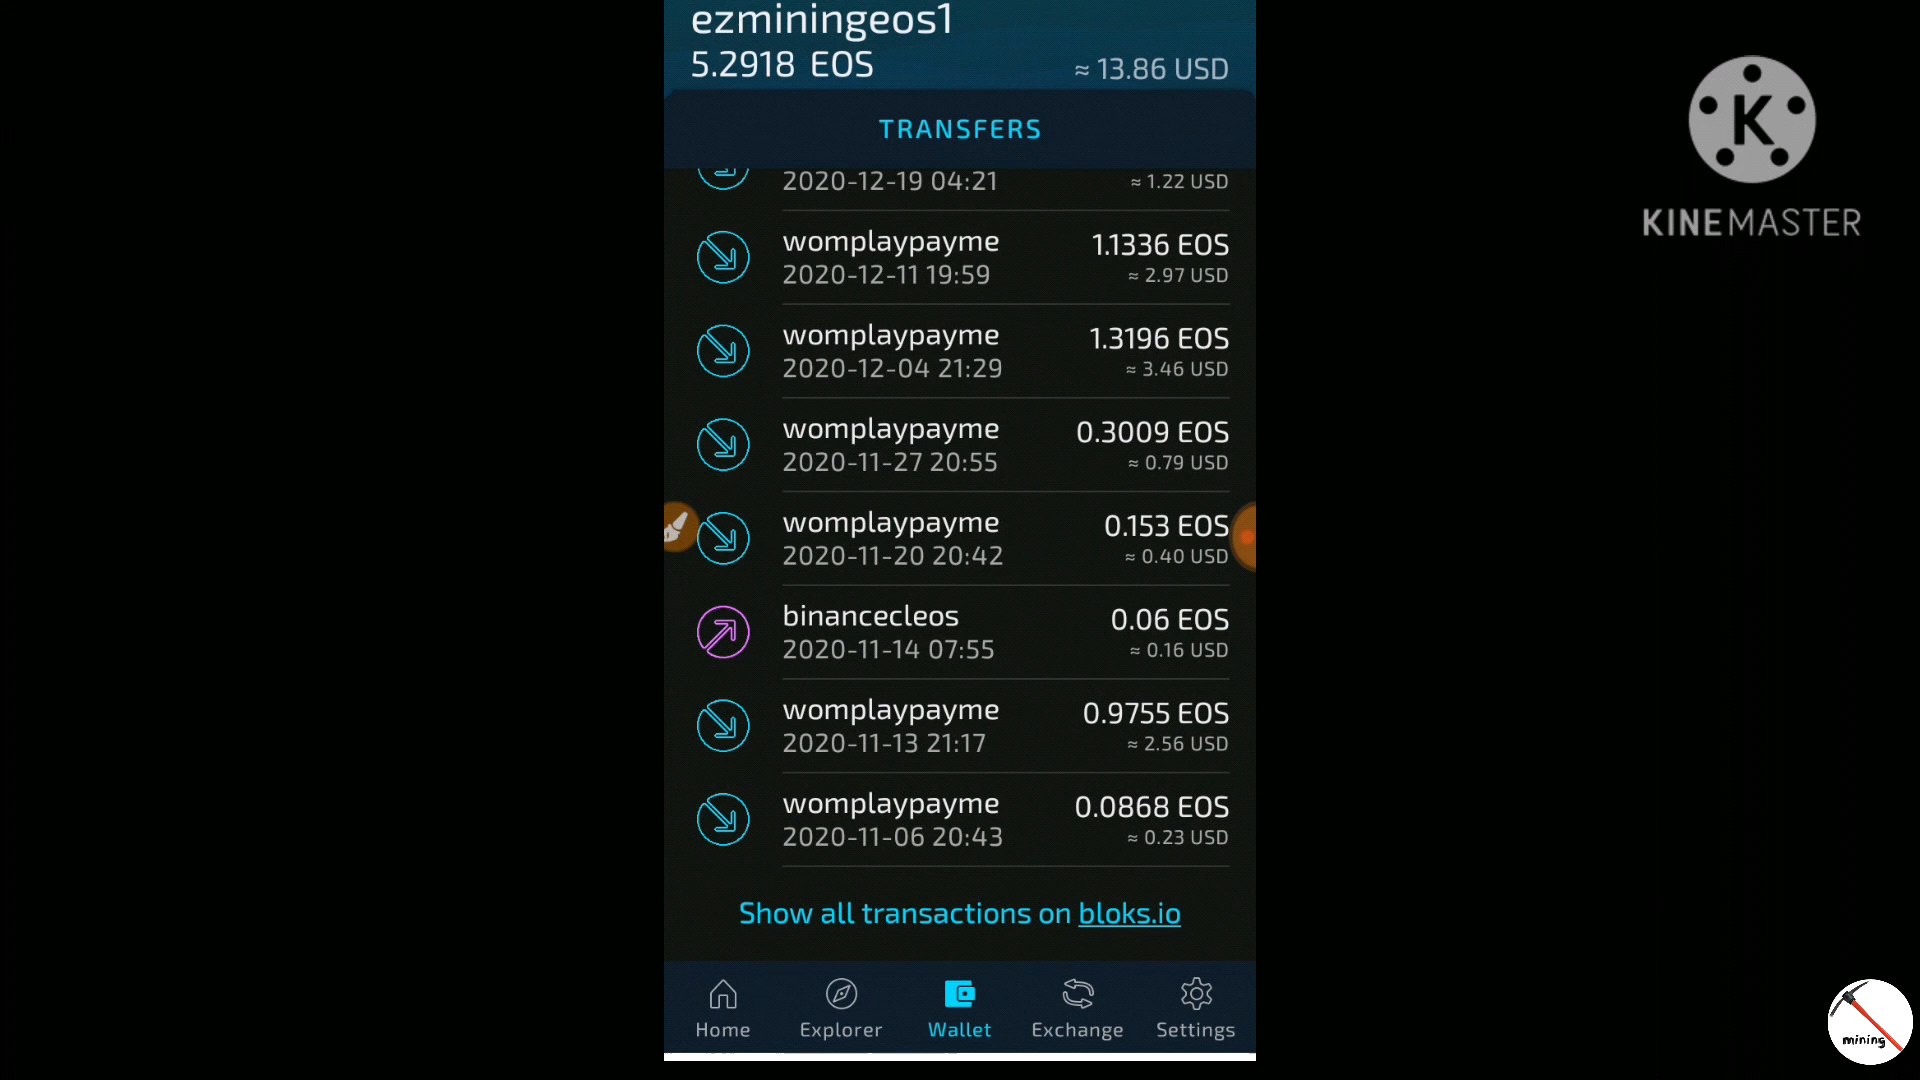 ezminingeos1
5.2918 EOS
≈ 13.86 USD
K
KINEMASTER
TRANSFERS
2020-12-19 04:21
≈ 1.22 USD
womplaypayme
1.1336 EOS
2020-12-11 19:59
≈ 2.97 USD
womplaypayme
1.3196 EOS
2020-12-04 21:29
≈ 3.46 USD
womplaypayme
0.3009 EOS
2020-11-27 20:55
≈ 0.79 USD
womplaypayme
0.153 EOS
2020-11-20 20:42
≈ 0.40 USD
binancecleos
0.06 EOS
2020-11-14 07:55
≈ 0.16 USD
womplaypayme
0.9755 EOS
2020-11-13 21:17
≈ 2.56 USD
womplaypayme
0.0868 EOS
2020-11-06 20:43
≈ 0.23 USD
Show all transactions on bloks.io
Home
Explorer
Wallet
Exchange
Settings
mining